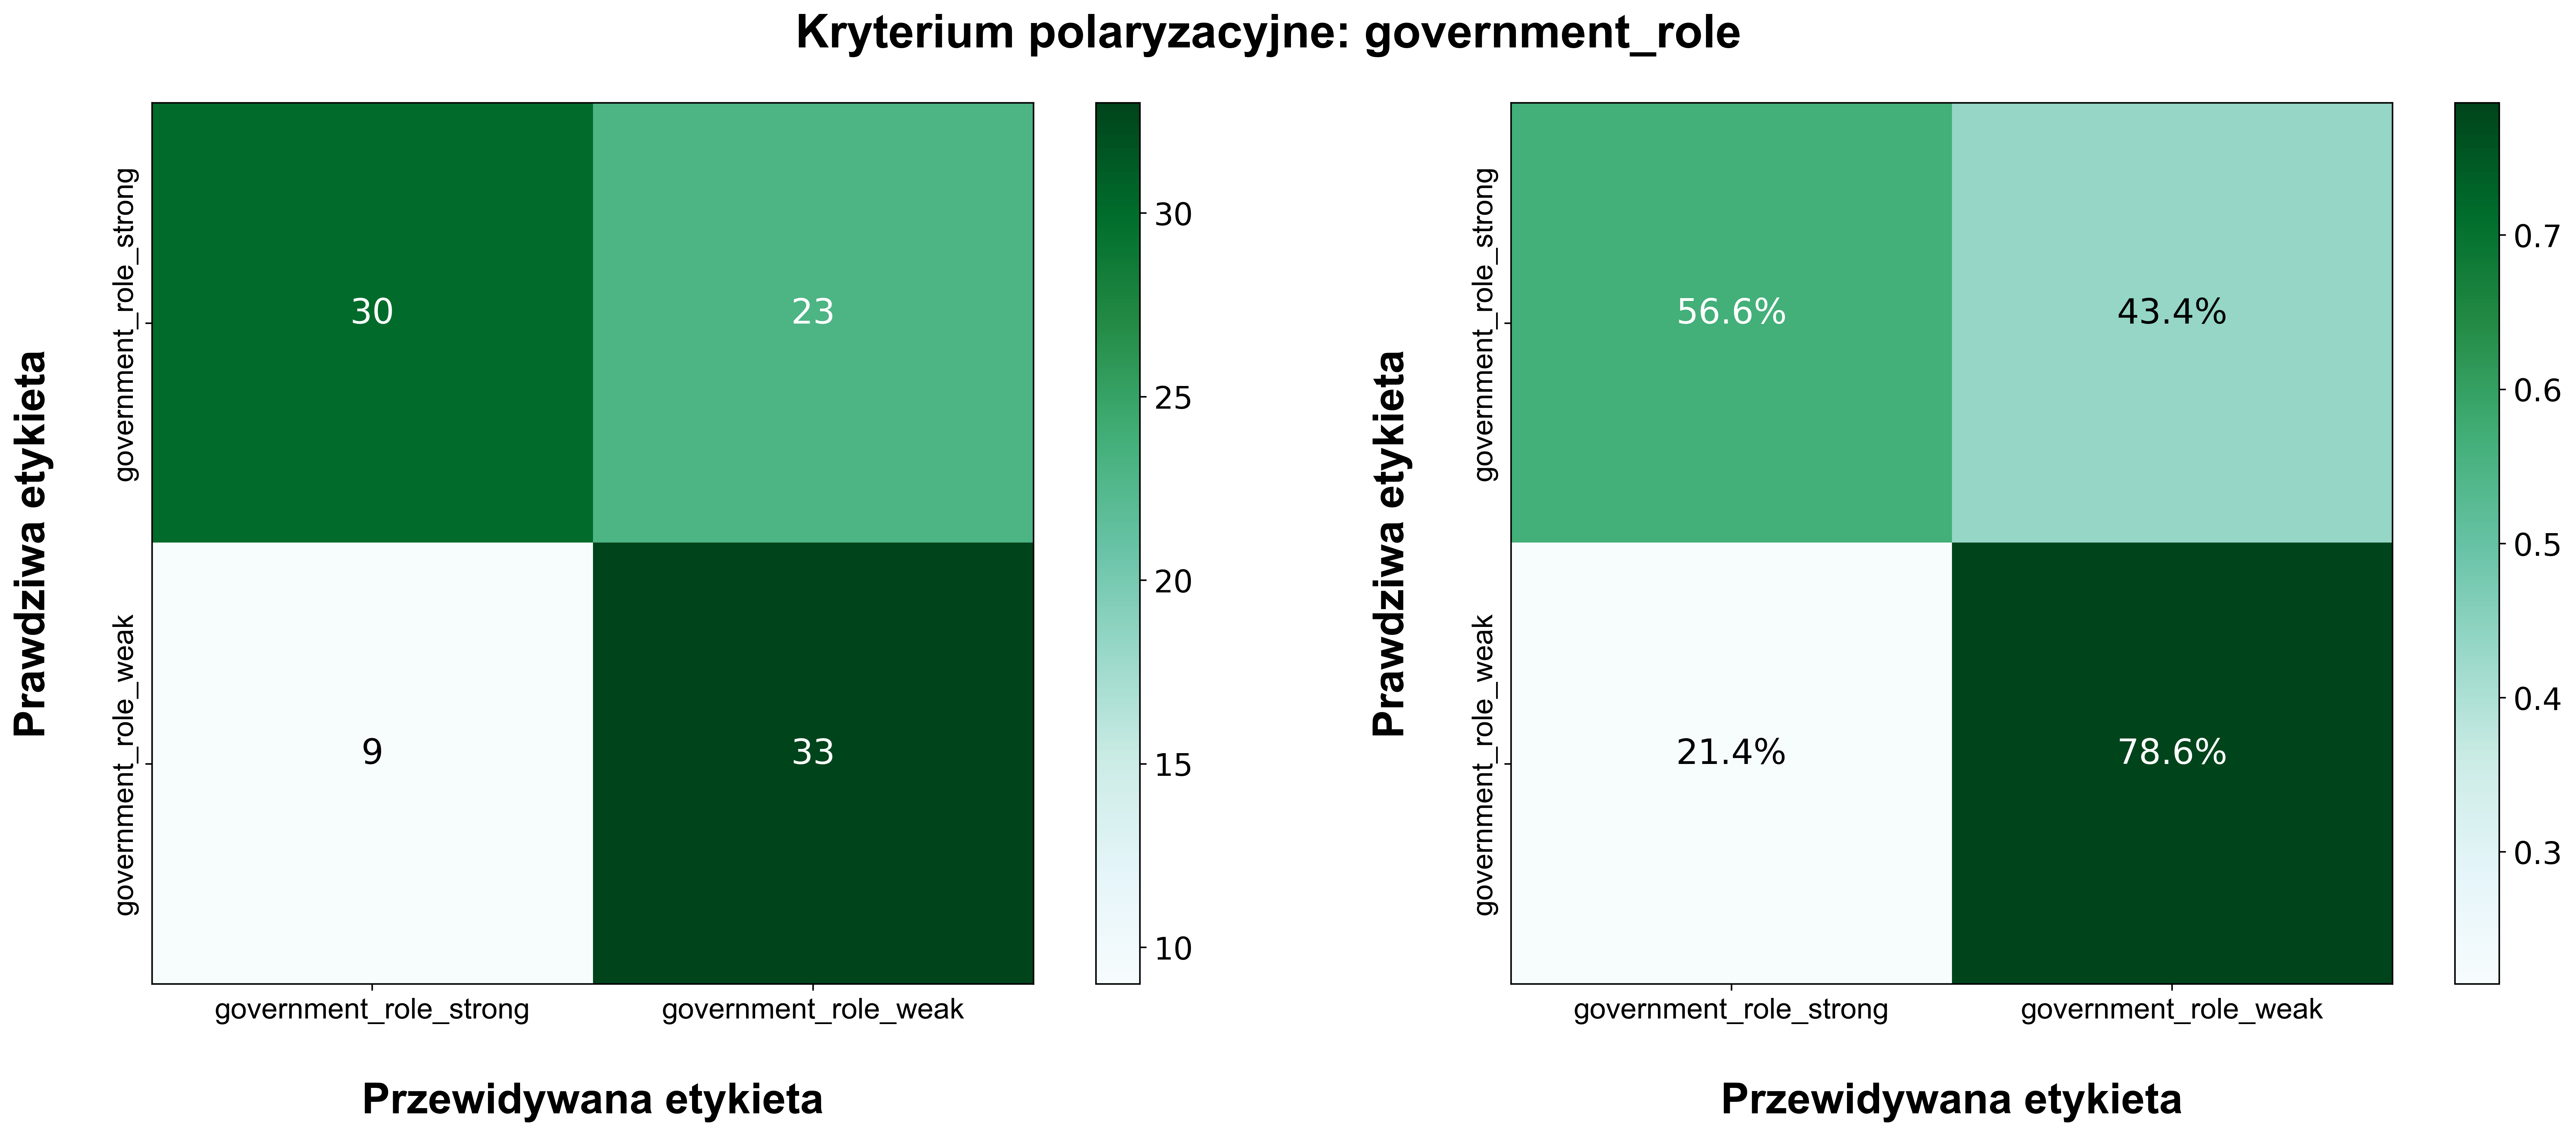 Kryterium polaryzacyjne: government_role
Prawdziwa etykieta
government_role_strong
government_role_weak
30
23
9
33
government_role_strong
government_role_weak
Przewidywana etykieta
30
25
20
15
10
Prawdziwa etykieta
government_role_strong
government_role_weak
56.6%
43.4%
21.4%
78.6%
government_role_strong
government_role_weak
Przewidywana etykieta
0.7
0.6
0.5
0.4
0.3